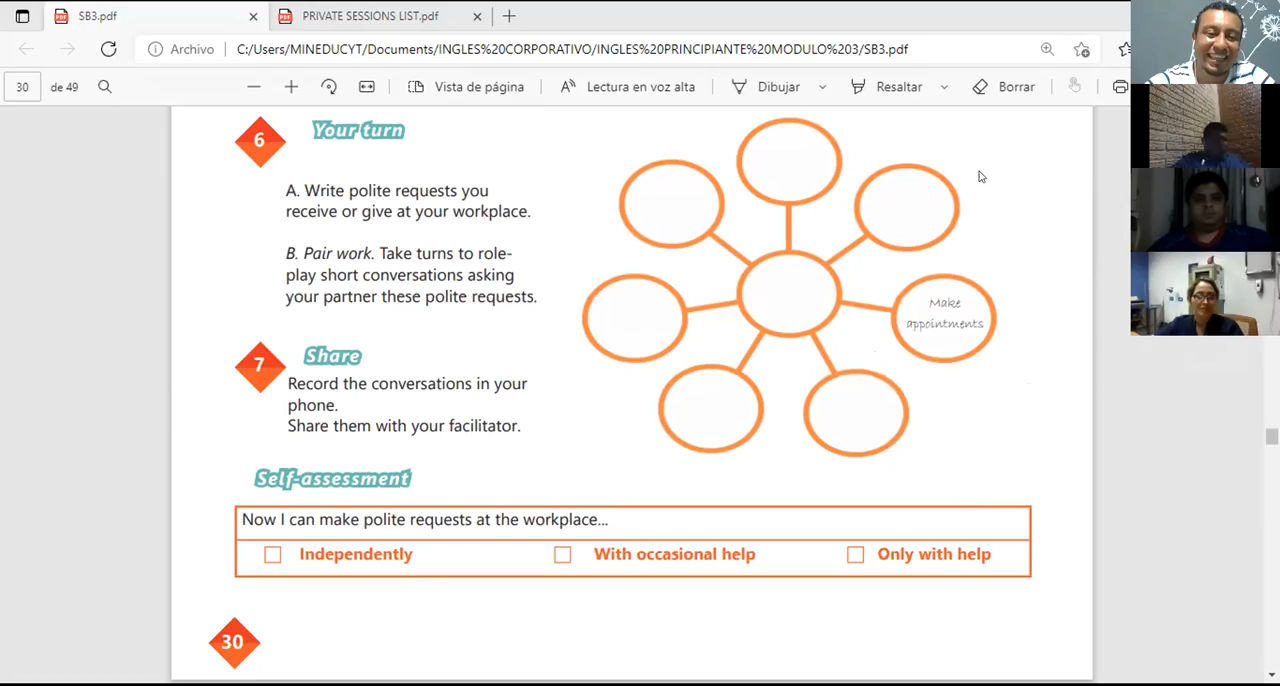 SB3.pdf
PRIVATE SESSIONS LIST.pdf
Archivo
C:/Users/MINEDUCYT/Documents/INGLES%20CORPORATIVO/INGLES%20PRINCIPIANTE%20MODULO%203/SB3.pdf
30 de 49
Vista de página
Lectura en voz alta
Dibujar
Resaltar
Borrar
6
Your turn
A. Write polite requests you
receive or give at your workplace.
B. Pair work. Take turns to role-
play short conversations asking
your partner these polite requests.
Make
appointments
7
Share
Record the conversations in your
phone.
Share them with your facilitator.
Self-assessment
Now I can make polite requests at the workplace...
Independently
With occasional help
Only with help
30